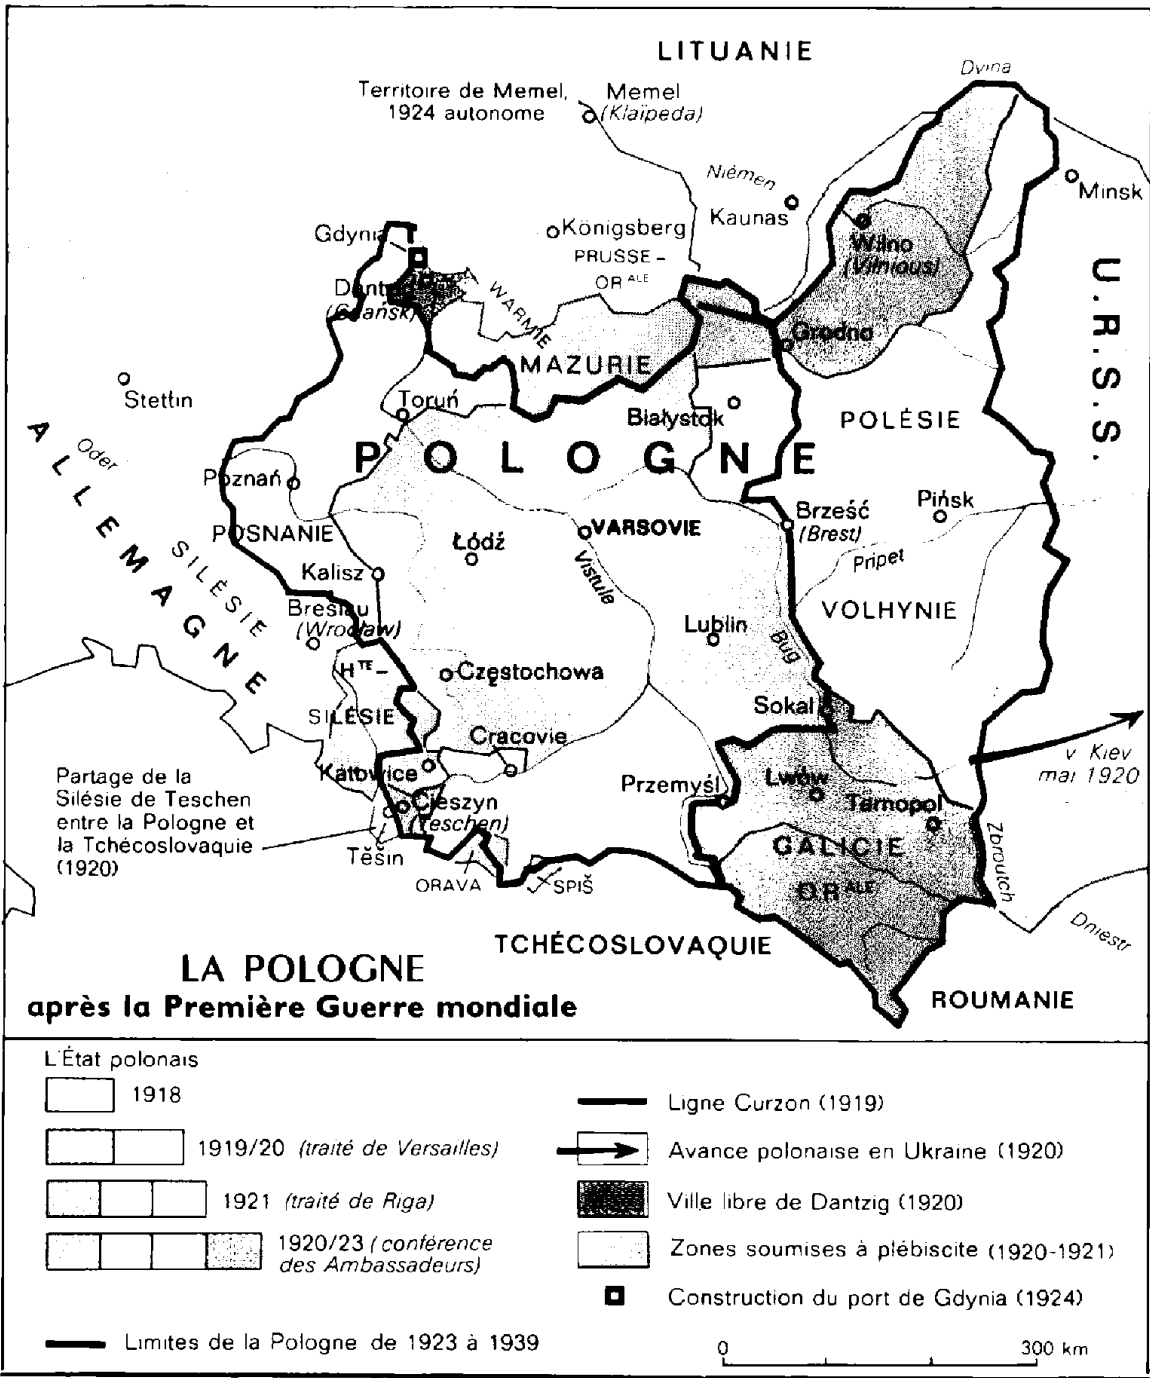 LITUANIE
Dvina
Territoire de Memel,
1924 autonome
Memel
(Klaïpeda)
Niémen
Kaunas
Minsk
Gdynia
Königsberg
PRUSSE-
OR ALE
Wilno
(Vilnious)
U.R.S.S.
Dantzig
(Gdańsk)
WARMIE
MAZURIE
Grodno
Stettin
Toruń
Białystok
POLÉSIE
ALLEMAGNE
Oder
POLOGNE
Poznań
VARSOVIE
Brześć
(Brest)
Pińsk
POSNANIE
Łódź
SILÉSIE
Kalisz
Vistule
Pripet
Breslau
(Wrocław)
Lublin
Bug
VOLHYNIE
HTE-
SILÉSIE
Częstochowa
Sokal
Cracovie
Katowice
v. Kiev
mai 1920
Partage de la
Silésie de Teschen
entre la Pologne et
la Tchécoslovaquie
(1920)
Przemyśl
Lwów
Tarnopol
Cieszyn
(Teschen)
Těšin
GALICIE
OR ALE
Zbroutch
ORAVA
SPIŠ
Dniestr
TCHÉCOSLOVAQUIE
ROUMANIE
LA POLOGNE
après la Première Guerre mondiale
L'État polonais
1918
1919/20 (traité de Versailles)
1921 (traité de Riga)
1920/23 (conférence
des Ambassadeurs)
Limites de la Pologne de 1923 à 1939
Ligne Curzon (1919)
Avance polonaise en Ukraine (1920)
Ville libre de Dantzig (1920)
Zones soumises à plébiscite (1920-1921)
Construction du port de Gdynia (1924)
0 300 km